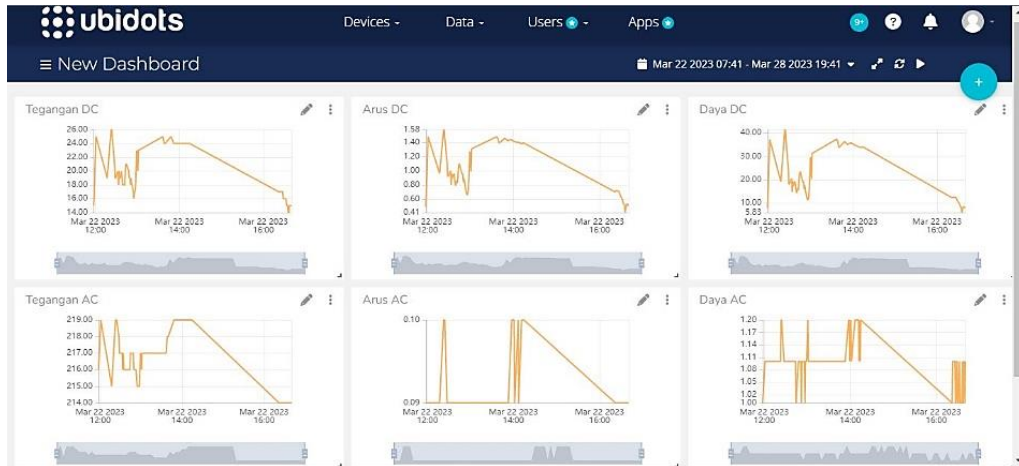 ubidots
Devices
Data
Users
Apps
9+
?
New Dashboard
Mar 22 2023 07:41 - Mar 28 2023 19:41
+
Tegangan DC
26.00
24.00
22.00
20.00
18.00
16.00
14.00
Mar 22 2023
12:00
Mar 22 2023
14:00
Mar 22 2023
16:00
Arus DC
1.58
1.40
1.20
1.00
0.80
0.60
0.41
Mar 22 2023
12:00
Mar 22 2023
14:00
Mar 22 2023
16:00
Daya DC
40.00
30.00
20.00
10.00
5.83
Mar 22 2023
12:00
Mar 22 2023
14:00
Mar 22 2023
16:00
Tegangan AC
219.00
218.00
217.00
216.00
215.00
214.00
Mar 22 2023
12:00
Mar 22 2023
14:00
Mar 22 2023
16:00
Arus AC
0.10
0.09
Mar 22 2023
12:00
Mar 22 2023
14:00
Mar 22 2023
16:00
Daya AC
1.20
1.17
1.14
1.11
1.08
1.05
1.02
1.00
Mar 22 2023
12:00
Mar 22 2023
14:00
Mar 22 2023
16:00